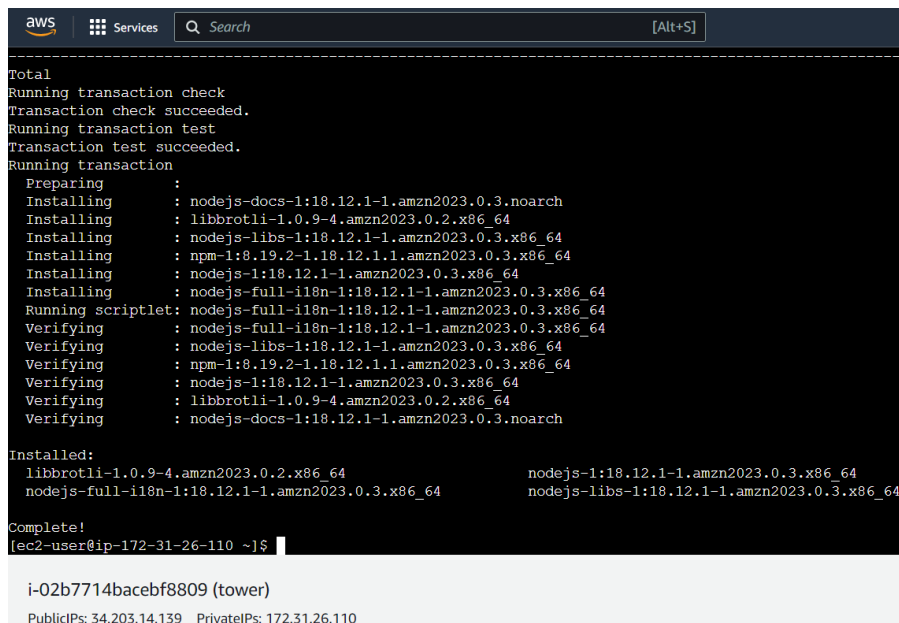 aws Services Search [Alt+S]
Total
Running transaction check
Transaction check succeeded.
Running transaction test
Transaction test succeeded.
Running transaction
Preparing :
Installing : nodejs-docs-1:18.12.1-1.amzn2023.0.3.noarch
Installing : libbrotli-1.0.9-4.amzn2023.0.2.x86_64
Installing : nodejs-libs-1:18.12.1-1.amzn2023.0.3.x86_64
Installing : npm-1:8.19.2-1.18.12.1.1.amzn2023.0.3.x86_64
Installing : nodejs-1:18.12.1-1.amzn2023.0.3.x86_64
Installing : nodejs-full-i18n-1:18.12.1-1.amzn2023.0.3.x86_64
Running scriptlet: nodejs-full-i18n-1:18.12.1-1.amzn2023.0.3.x86_64
Verifying : nodejs-full-i18n-1:18.12.1-1.amzn2023.0.3.x86_64
Verifying : nodejs-libs-1:18.12.1-1.amzn2023.0.3.x86_64
Verifying : npm-1:8.19.2-1.18.12.1.1.amzn2023.0.3.x86_64
Verifying : nodejs-1:18.12.1-1.amzn2023.0.3.x86_64
Verifying : libbrotli-1.0.9-4.amzn2023.0.2.x86_64
Verifying : nodejs-docs-1:18.12.1-1.amzn2023.0.3.noarch
Installed:
libbrotli-1.0.9-4.amzn2023.0.2.x86_64 nodejs-1:18.12.1-1.amzn2023.0.3.x86_64
nodejs-full-i18n-1:18.12.1-1.amzn2023.0.3.x86_64 nodejs-libs-1:18.12.1-1.amzn2023.0.3.x86_64
Complete!
[ec2-user@ip-172-31-26-110 ~]$
i-02b7714bacebf8809 (tower)
PublicIPs: 34.203.14.139 PrivateIPs: 172.31.26.110